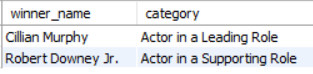 winner_name category
Cillian Murphy Actor in a Leading Role
Robert Downey Jr. Actor in a Supporting Role